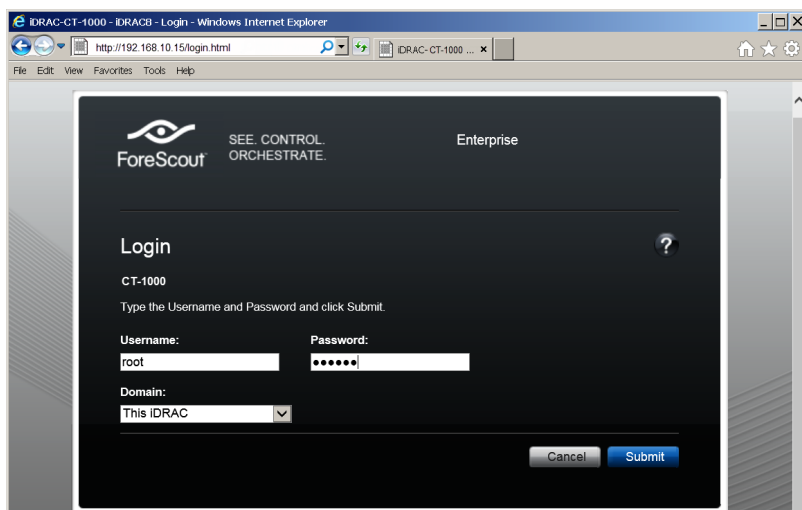 iDRAC-CT-1000 - iDRAC8 - Login - Windows Internet Explorer
http://192.168.10.15/login.html
iDRAC-CT-1000 ...
File Edit View Favorites Tools Help
ForeScout
SEE. CONTROL.
ORCHESTRATE.
Enterprise
Login
?
CT-1000
Type the Username and Password and click Submit.
Username: Password:
root ●●●●●●
Domain:
This iDRAC
Cancel Submit